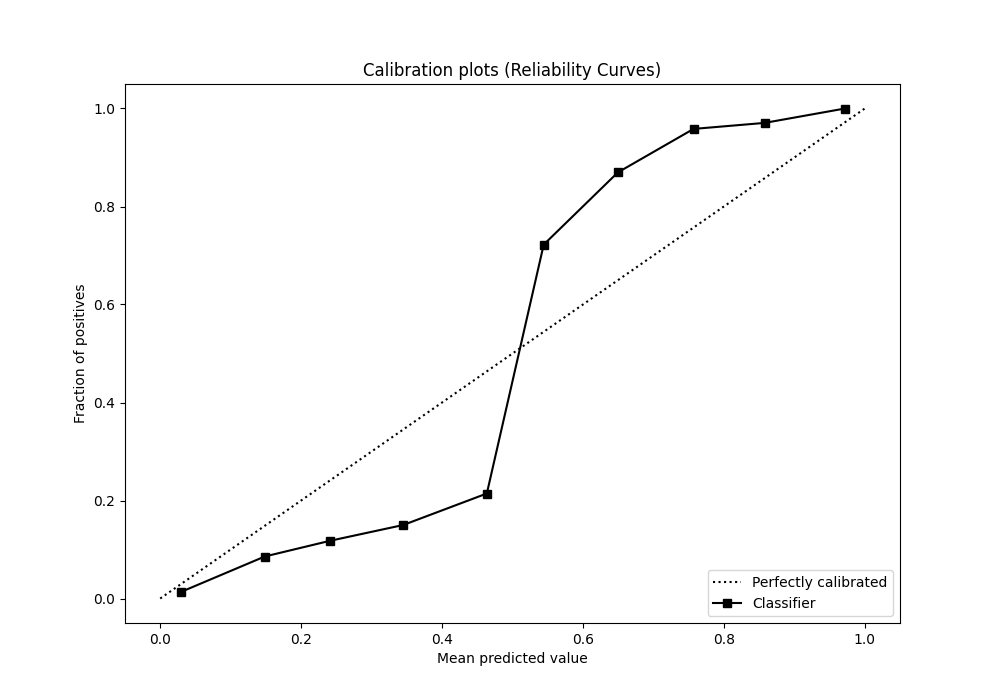 Calibration plots (Reliability Curves)
1.0
0.8
0.6
0.4
0.2
0.0
Fraction of positives
Perfectly calibrated
Classifier
0.0 0.2 0.4 0.6 0.8 1.0
Mean predicted value